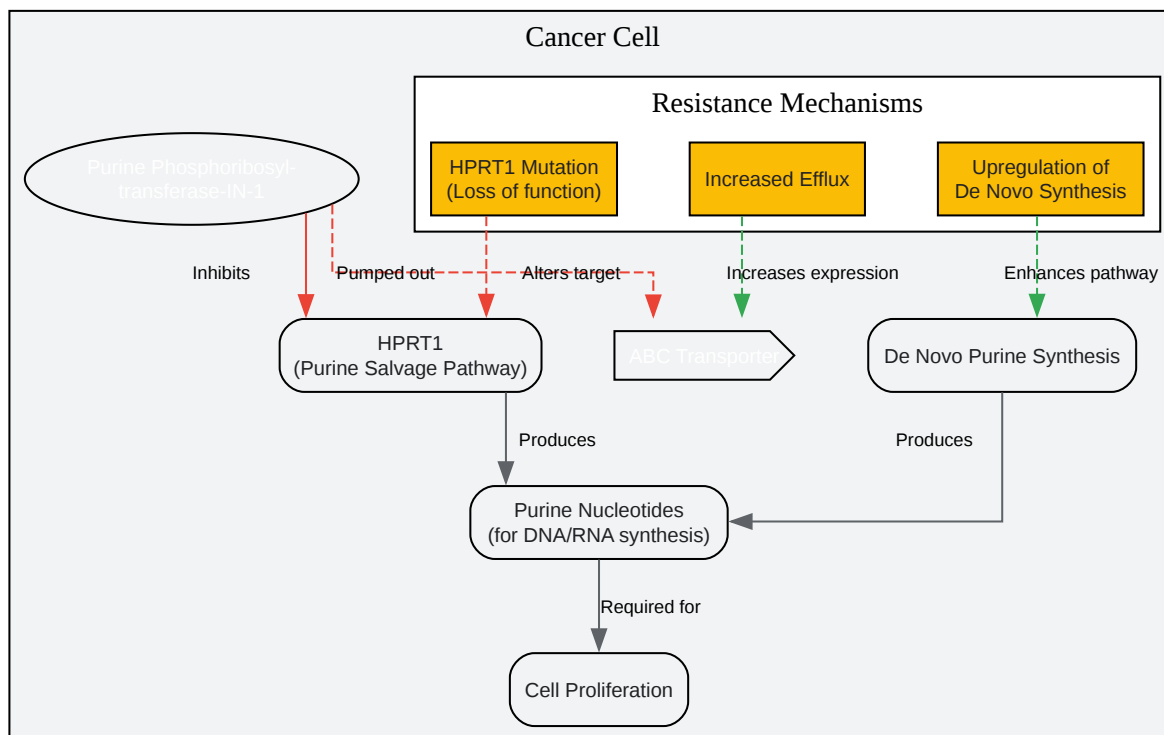 Cancer Cell
Resistance Mechanisms
Purine Phosphoribosyl-
transferase-IN-1
HPRT1 Mutation
(Loss of function)
Increased Efflux
Upregulation of
De Novo Synthesis
Inhibits
Pumped out
Alters target
Increases expression
Enhances pathway
HPRT1
(Purine Salvage Pathway)
ABC Transporter
De Novo Purine Synthesis
Produces
Produces
Purine Nucleotides
(for DNA/RNA synthesis)
Required for
Cell Proliferation